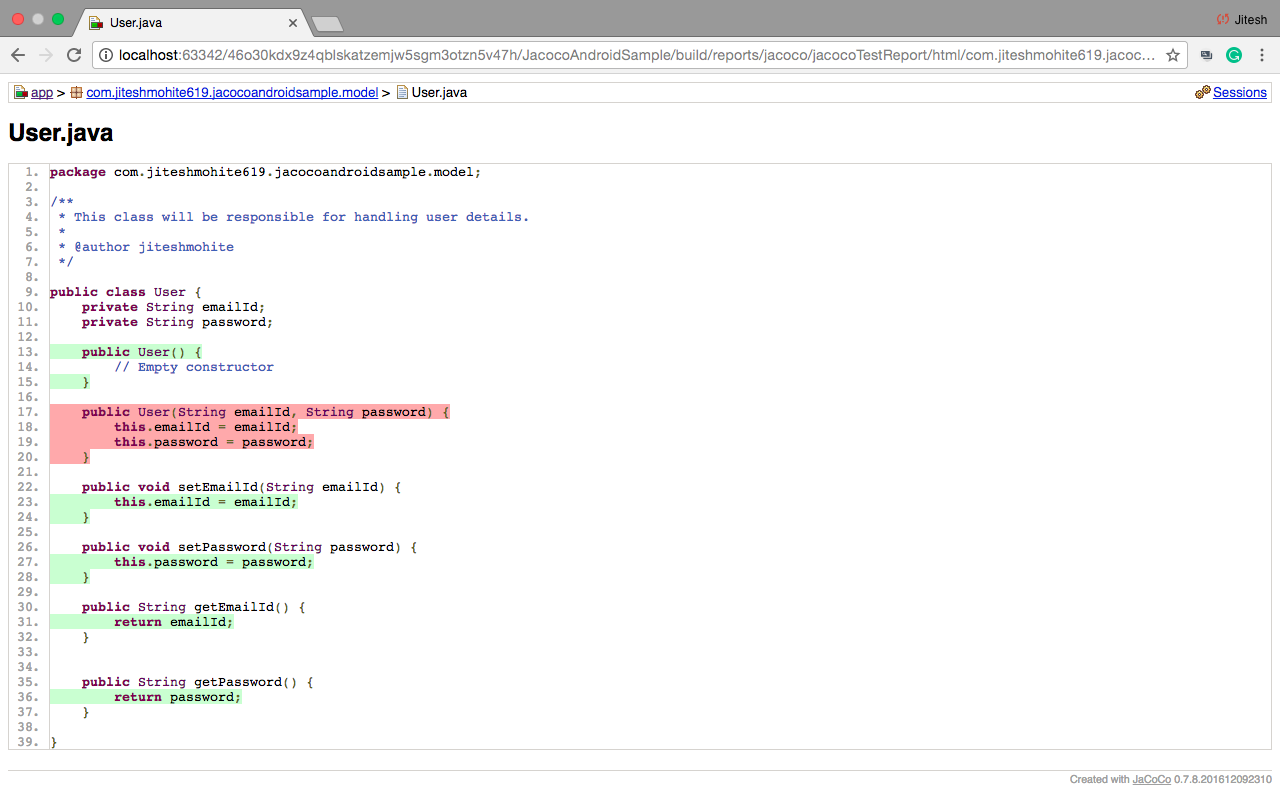 User.java
Jitesh
localhost:63342/46o30kdx9z4qblskatzemjw5sgm3otzn5v47h/JacocoAndroidSample/build/reports/jacoco/jacocoTestReport/html/com.jiteshmohite619.jacoc...
app > com.jiteshmohite619.jacocoandroidsample.model > User.java
Sessions
User.java
1. package com.jiteshmohite619.jacocoandroidsample.model;
2.
3. /**
4.  * This class will be responsible for handling user details.
5.  *
6.  * @author jiteshmohite
7.  */
8.
9. public class User {
10.     private String emailId;
11.     private String password;
12.
13.     public User() {
14.         // Empty constructor
15.     }
16.
17.     public User(String emailId, String password) {
18.         this.emailId = emailId;
19.         this.password = password;
20.     }
21.
22.     public void setEmailId(String emailId) {
23.         this.emailId = emailId;
24.     }
25.
26.     public void setPassword(String password) {
27.         this.password = password;
28.     }
29.
30.     public String getEmailId() {
31.         return emailId;
32.     }
33.
34.
35.     public String getPassword() {
36.         return password;
37.     }
38.
39. }
Created with JaCoCo 0.7.8.201612092310